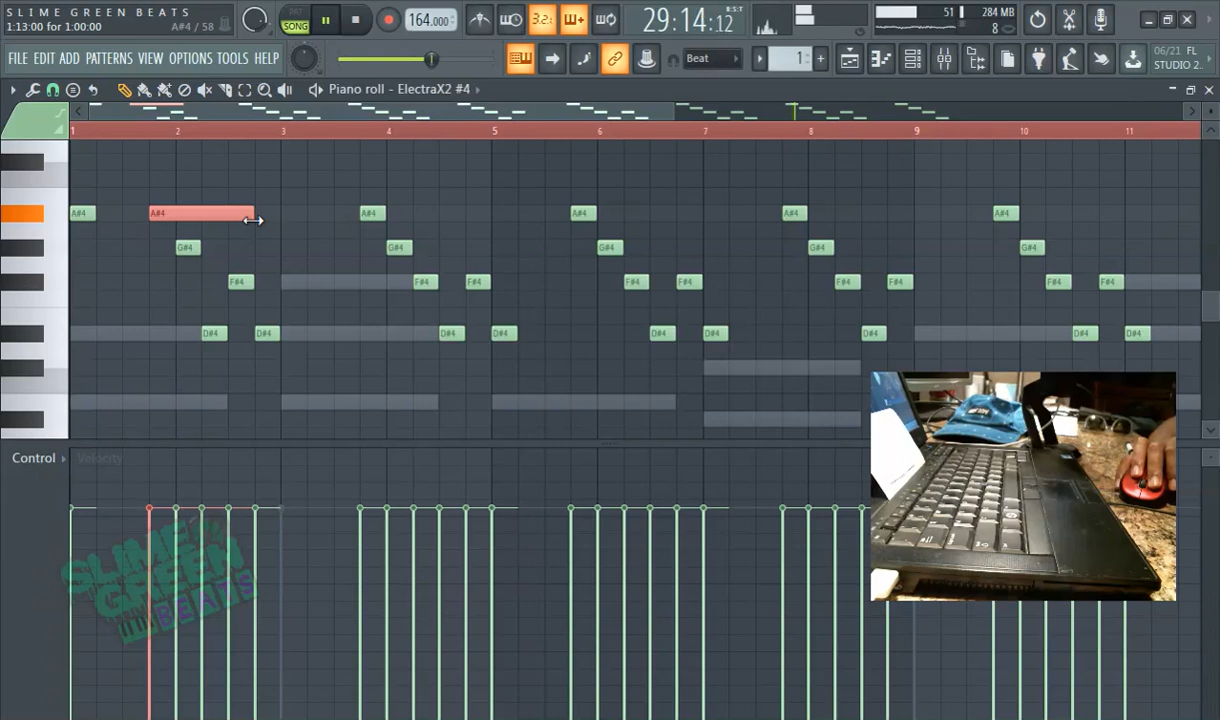 SLIME GREEN BEATS
1:13:00 for 1:00:00 A#4 / 58
PAT
SONG
164.000
3.2.
29:14:12
B:S:T
51
284 MB
8
FILE EDIT ADD PATTERNS VIEW OPTIONS TOOLS HELP
Beat
1
06/21 FL
STUDIO 2..
Piano roll - ElectraX2 #4
1 2 3 4 5 6 7 8 9 10 11
A#4 A#4 A#4 A#4 A#4 A#4
G#4 G#4 G#4 G#4 G#4
F#4 F#4 F#4 F#4 F#4 F#4 F#4 F#4 F#4
D#4 D#4 D#4 D#4 D#4 D#4 D#4 D#4 D#4
Control Velocity
SLIME
GREEN
BEATS